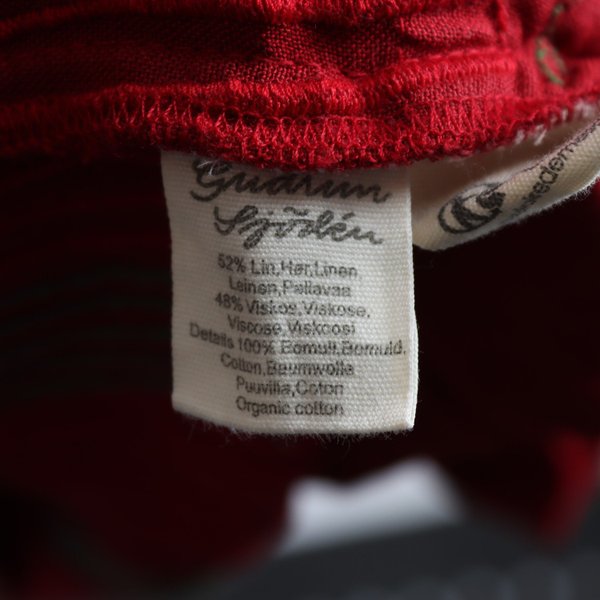 Gudrun
Sjödén
52% Lin,Hør,Linen
Leinen,Pellavaa
48% Viskos,Viskose,
Viscose,Viskoosi
Details 100% Bomull,Bomuld,
Cotton,Baumwolle
Puuvilla,Coton
Organic cotton